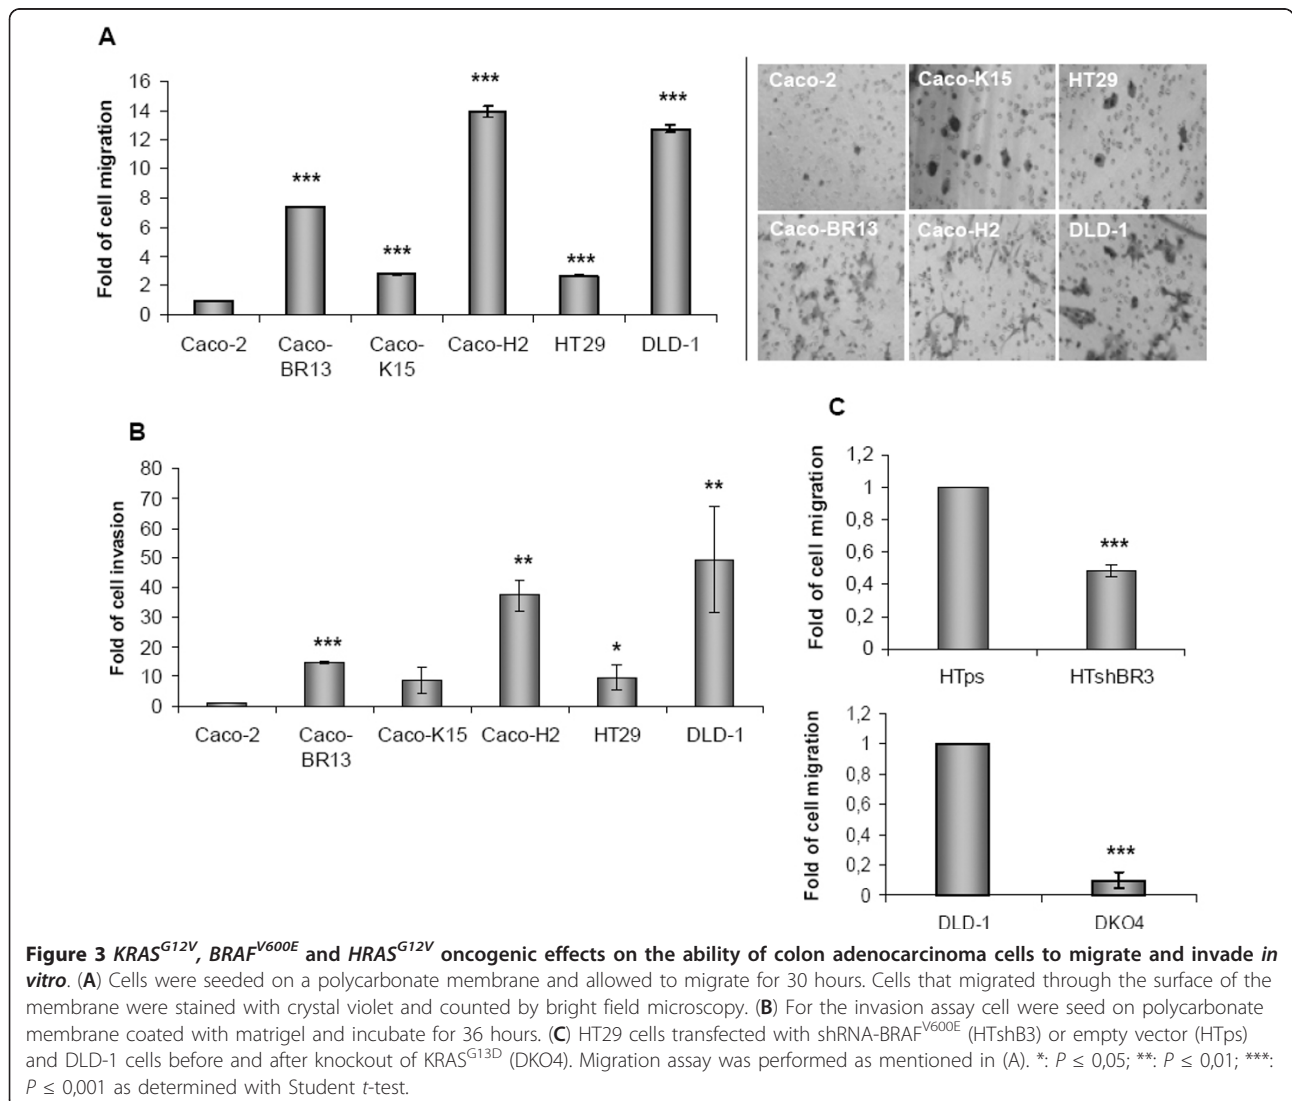 A
Fold of cell migration
16
14
12
10
8
6
4
2
0
***
***
***
***
***
Caco-2
Caco-BR13
Caco-K15
Caco-H2
HT29
DLD-1
Caco-2
Caco-K15
HT29
Caco-BR13
Caco-H2
DLD-1
B
Fold of cell invasion
80
70
60
50
40
30
20
10
0
***
**
*
**
Caco-2
Caco-BR13
Caco-K15
Caco-H2
HT29
DLD-1
C
Fold of cell migration
1,2
1
0,8
0,6
0,4
0,2
0
***
HTps
HTshBR3
Fold of cell migration
1,2
1
0,8
0,6
0,4
0,2
0
***
DLD-1
DKO4
Figure 3 KRAS^G12V, BRAF^V600E and HRAS^G12V oncogenic effects on the ability of colon adenocarcinoma cells to migrate and invade in
vitro. (A) Cells were seeded on a polycarbonate membrane and allowed to migrate for 30 hours. Cells that migrated through the surface of the
membrane were stained with crystal violet and counted by bright field microscopy. (B) For the invasion assay cell were seed on polycarbonate
membrane coated with matrigel and incubate for 36 hours. (C) HT29 cells transfected with shRNA-BRAF^V600E (HTshB3) or empty vector (HTps)
and DLD-1 cells before and after knockout of KRAS^G13D (DKO4). Migration assay was performed as mentioned in (A). *: P ≤ 0,05; **: P ≤ 0,01; ***:
P ≤ 0,001 as determined with Student t-test.